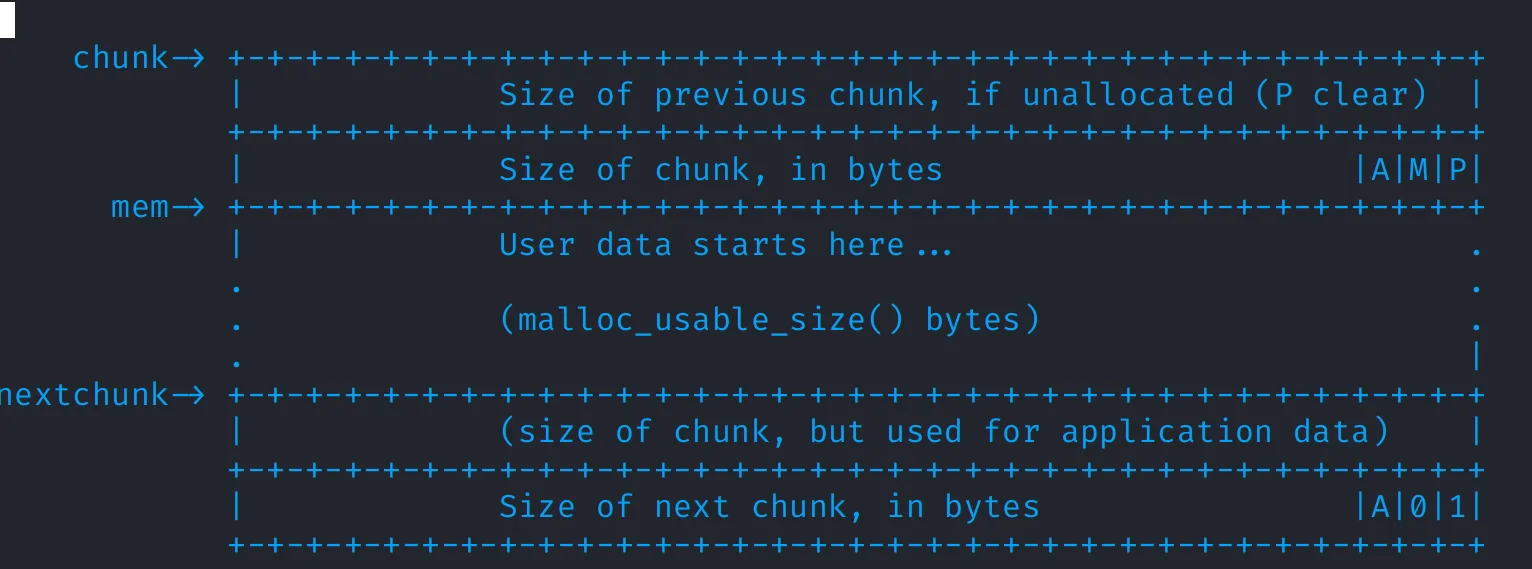 chunk-> +-+-+-+-+-+-+-+-+-+-+-+-+-+-+-+-+-+-+-+-+-+-+-+-+-+-+-+-+-+-+-+-+
| Size of previous chunk, if unallocated (P clear) |
+-+-+-+-+-+-+-+-+-+-+-+-+-+-+-+-+-+-+-+-+-+-+-+-+-+-+-+-+-+-+-+-+
| Size of chunk, in bytes |A|M|P|
mem-> +-+-+-+-+-+-+-+-+-+-+-+-+-+-+-+-+-+-+-+-+-+-+-+-+-+-+-+-+-+-+-+-+
| User data starts here... .
. .
. (malloc_usable_size() bytes) .
. |
nextchunk-> +-+-+-+-+-+-+-+-+-+-+-+-+-+-+-+-+-+-+-+-+-+-+-+-+-+-+-+-+-+-+-+-+
| (size of chunk, but used for application data) |
+-+-+-+-+-+-+-+-+-+-+-+-+-+-+-+-+-+-+-+-+-+-+-+-+-+-+-+-+-+-+-+-+
| Size of next chunk, in bytes |A|0|1|
+-+-+-+-+-+-+-+-+-+-+-+-+-+-+-+-+-+-+-+-+-+-+-+-+-+-+-+-+-+-+-+-+